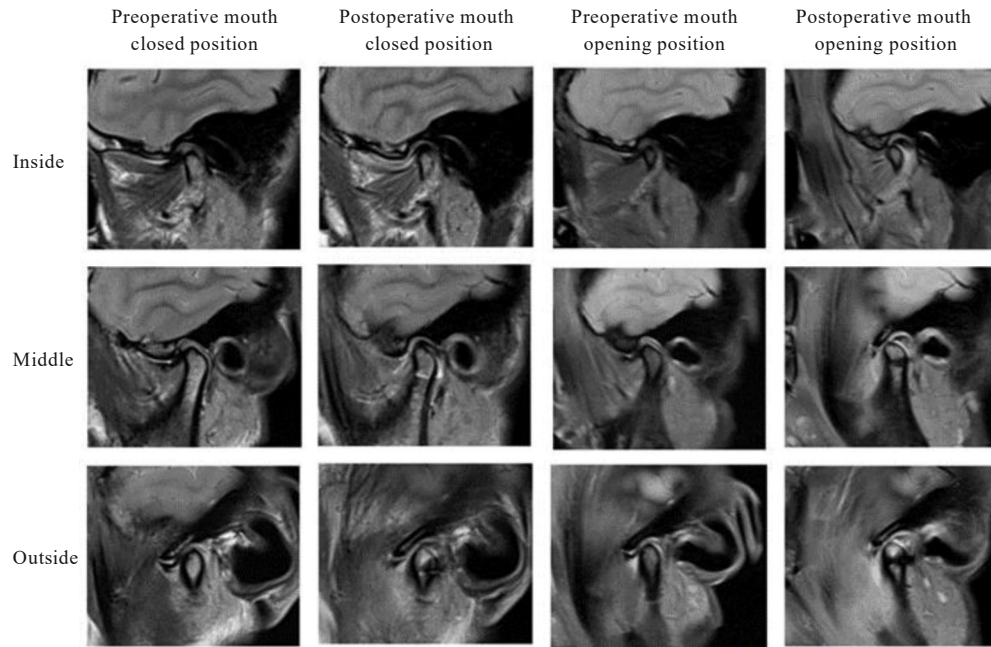 Preoperative mouth
closed position
Postoperative mouth
closed position
Preoperative mouth
opening position
Postoperative mouth
opening position
Inside
Middle
Outside